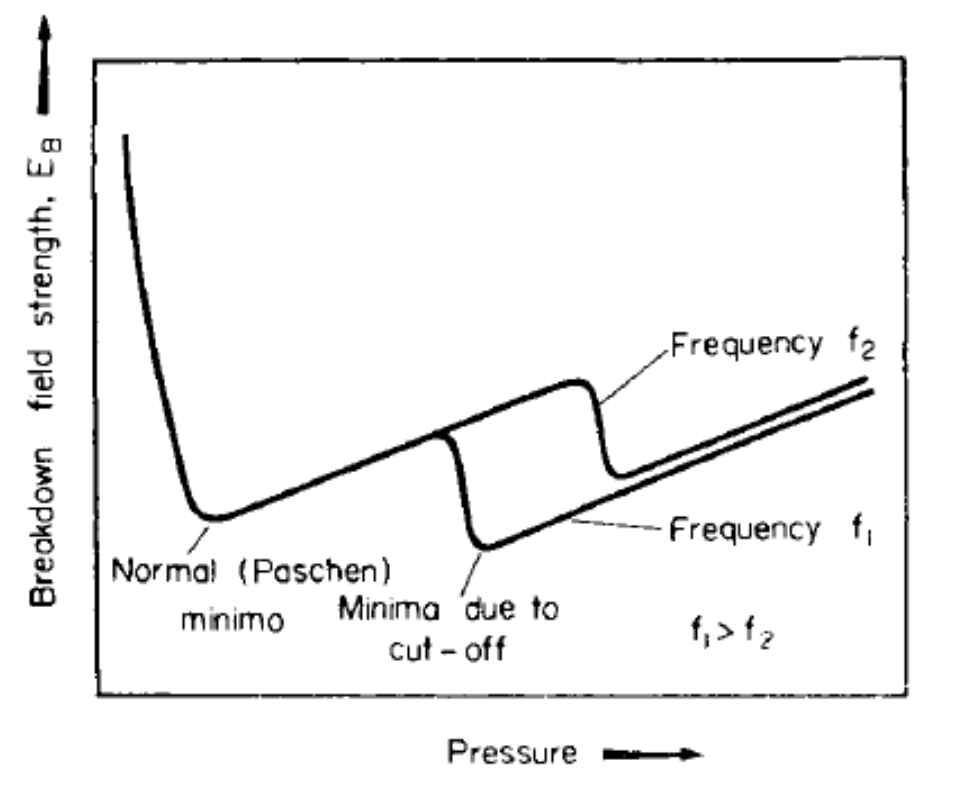 Breakdown field strength, E_B
Frequency f₂
Frequency f₁
Normal (Paschen)
minimo
Minima due to
cut-off
f₁ > f₂
Pressure